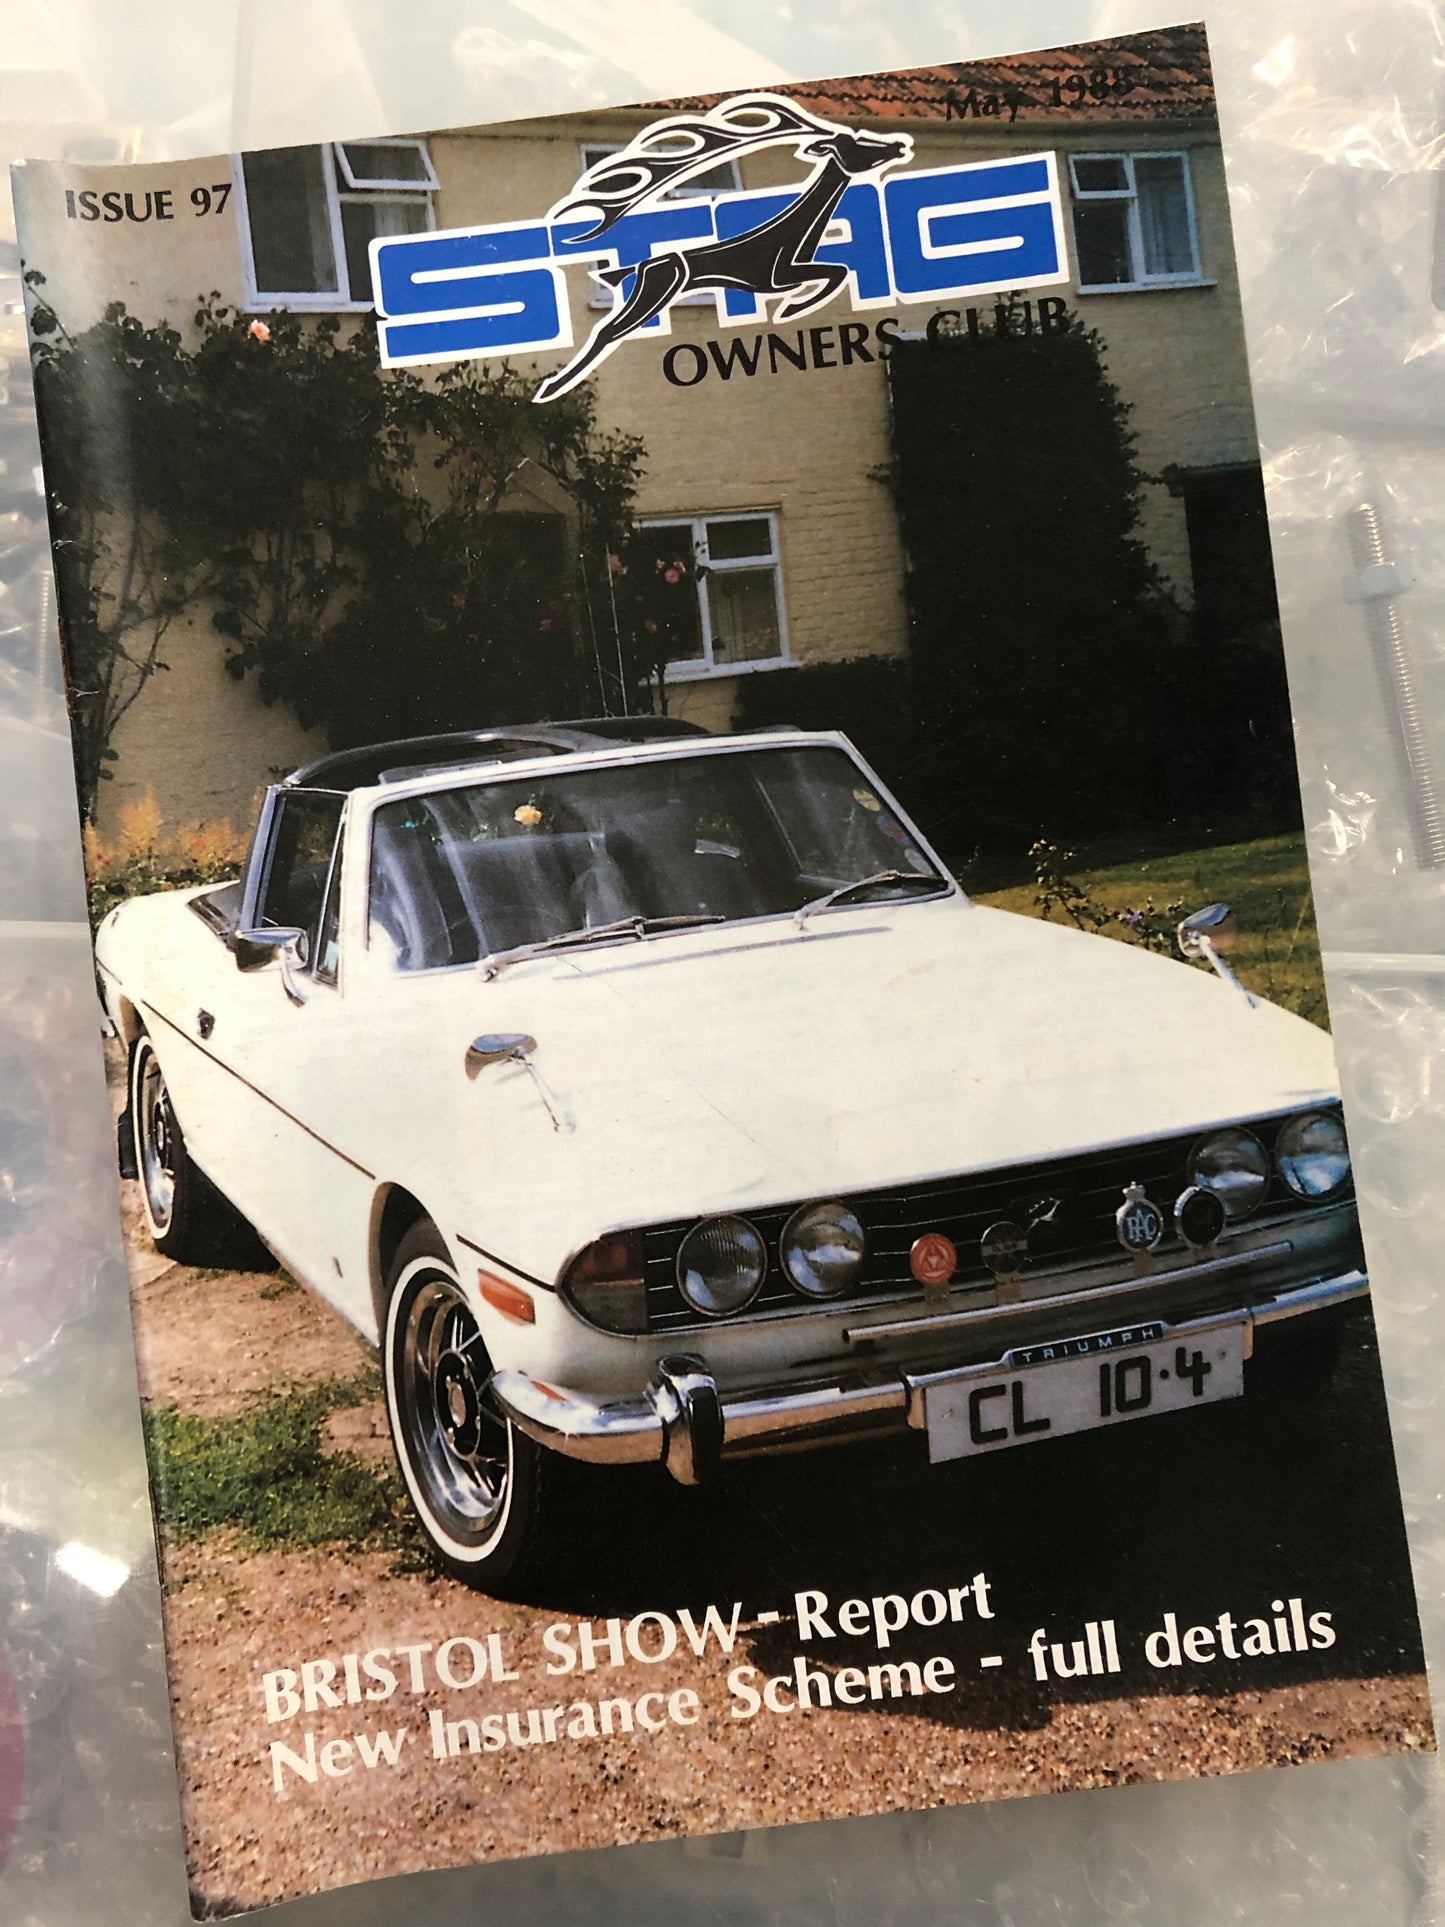 May 1988
ISSUE 97
STAG
OWNERS CLUB
RAC
TRIUMPH
CL 10·4
BRISTOL SHOW - Report
New Insurance Scheme - full details